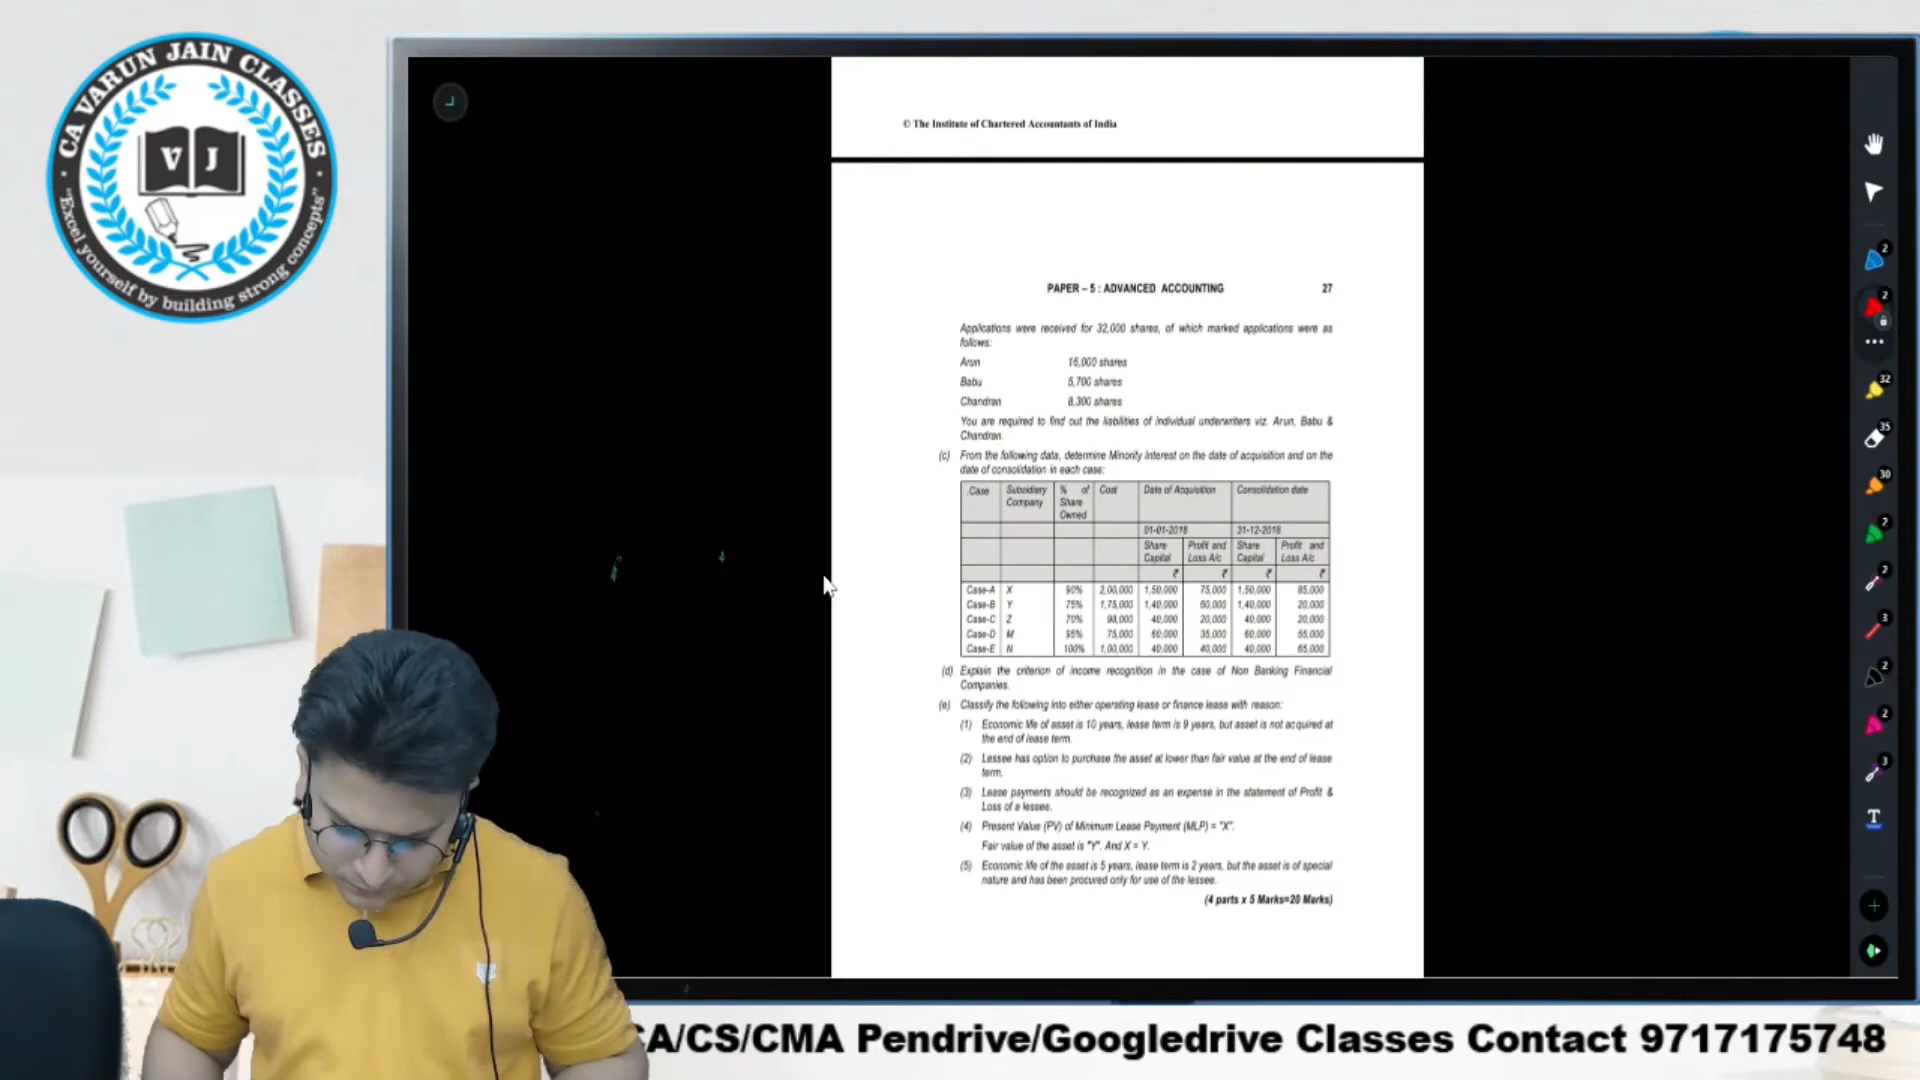 CA VARUN JAIN CLASSES
V J
"Excel yourself by building strong concepts"
© The Institute of Chartered Accountants of India
PAPER – 5 : ADVANCED ACCOUNTING 27
Applications were received for 32,000 shares, of which marked applications were as
follows:
Arun 16,000 shares
Babu 5,700 shares
Chandran 8,300 shares
You are required to find out the liabilities of individual underwriters viz. Arun, Babu &
Chandran.
(c) From the following data, determine Minority Interest on the date of acquisition and on the
date of consolidation in each case:
.Case Subsidiary Company % of Share Owned Cost Date of Acquisition Consolidation date
01-01-2018 31-12-2018
Share Capital Profit and Loss A/c Share Capital Profit and Loss A/c
₹ ₹ ₹ ₹
Case-A X 90% 2,00,000 1,50,000 75,000 1,50,000 85,000
Case-B Y 75% 1,75,000 1,40,000 60,000 1,40,000 20,000
Case-C Z 70% 98,000 40,000 20,000 40,000 20,000
Case-D M 95% 75,000 60,000 35,000 60,000 55,000
Case-E N 100% 1,00,000 40,000 40,000 40,000 65,000
(d) Explain the criterion of income recognition in the case of Non Banking Financial
Companies.
(e) Classify the following into either operating lease or finance lease with reason:
(1) Economic life of asset is 10 years, lease term is 9 years, but asset is not acquired at
the end of lease term.
(2) Lessee has option to purchase the asset at lower than fair value at the end of lease
term.
(3) Lease payments should be recognized as an expense in the statement of Profit &
Loss of a lessee.
(4) Present Value (PV) of Minimum Lease Payment (MLP) = "X".
Fair value of the asset is "Y". And X = Y.
(5) Economic life of the asset is 5 years, lease term is 2 years, but the asset is of special
nature and has been procured only for use of the lessee.
(4 parts x 5 Marks=20 Marks)
2
2
32
35
30
2
2
3
2
2
3
T
CA/CS/CMA Pendrive/Googledrive Classes Contact 9717175748